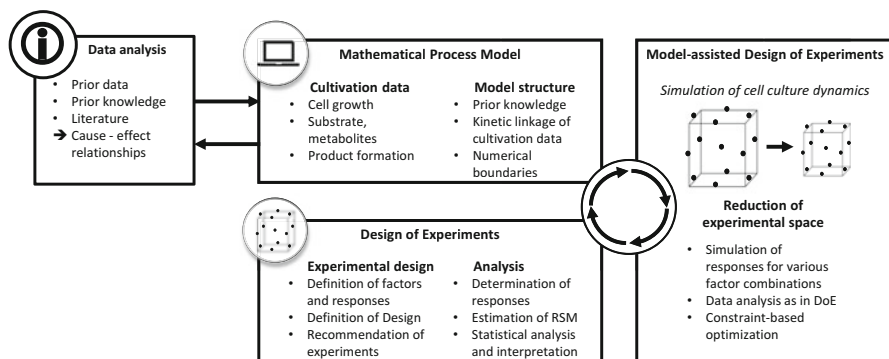 Data analysis
• Prior data
• Prior knowledge
• Literature
➔ Cause - effect
relationships
Mathematical Process Model
Cultivation data
• Cell growth
• Substrate,
metabolites
• Product formation
Model structure
• Prior knowledge
• Kinetic linkage of
cultivation data
• Numerical
boundaries
Design of Experiments
Experimental design
• Definition of factors
and responses
• Definition of Design
• Recommendation of
experiments
Analysis
• Determination of
responses
• Estimation of RSM
• Statistical analysis
and interpretation
Model-assisted Design of Experiments
Simulation of cell culture dynamics
Reduction of
experimental space
• Simulation of
responses for various
factor combinations
• Data analysis as in DoE
• Constraint-based
optimization